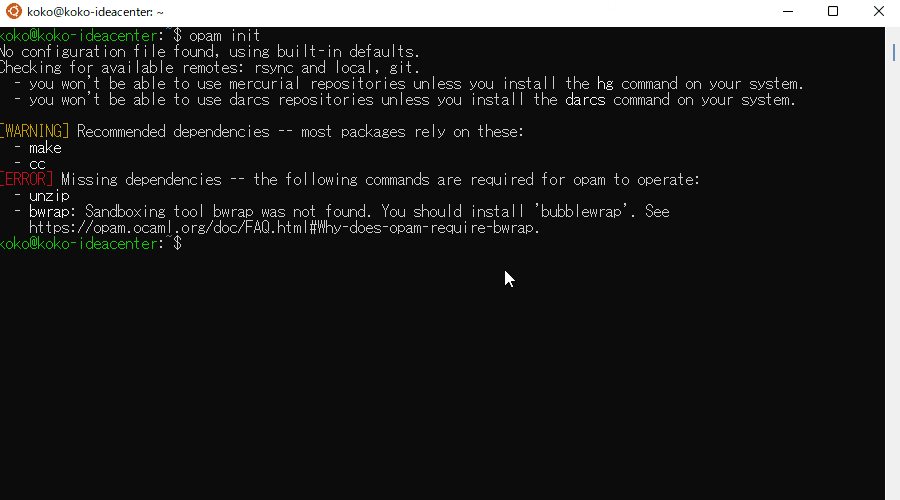 koko@koko-ideacenter: ~
koko@koko-ideacenter:~$ opam init
No configuration file found, using built-in defaults.
Checking for available remotes: rsync and local, git.
- you won't be able to use mercurial repositories unless you install the hg command on your system.
- you won't be able to use darcs repositories unless you install the darcs command on your system.
[WARNING] Recommended dependencies -- most packages rely on these:
- make
- cc
[ERROR] Missing dependencies -- the following commands are required for opam to operate:
- unzip
- bwrap: Sandboxing tool bwrap was not found. You should install 'bubblewrap'. See
https://opam.ocaml.org/doc/FAQ.html#Why-does-opam-require-bwrap.
koko@koko-ideacenter:~$